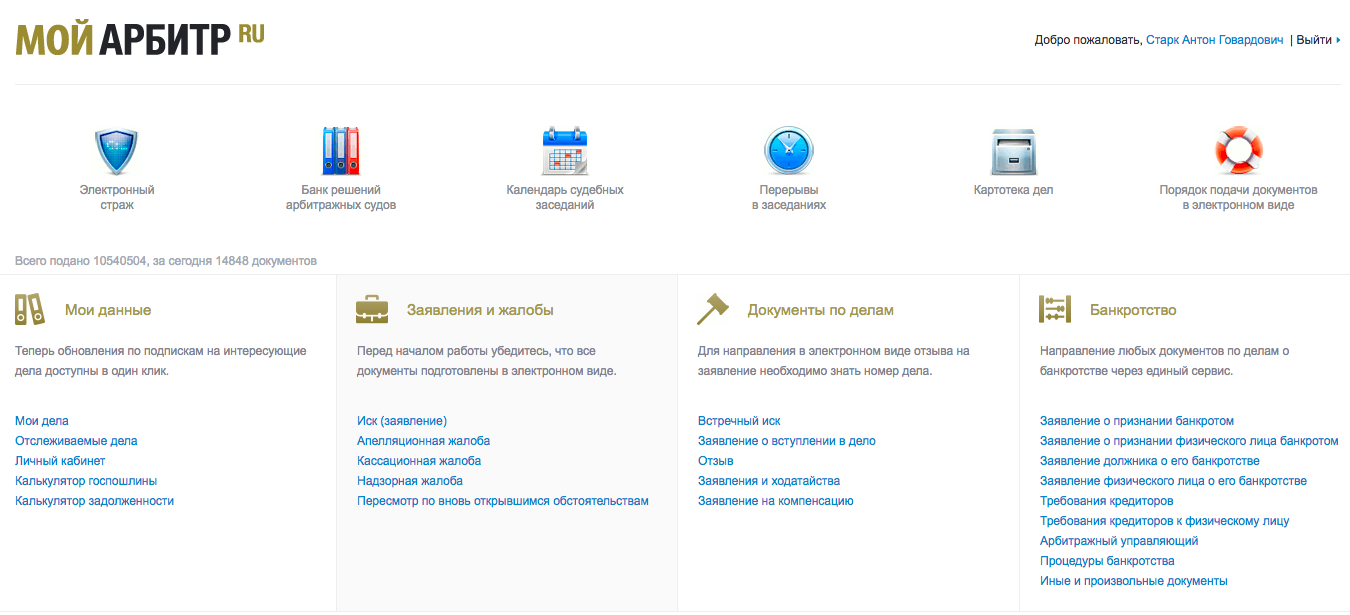 МОЙ АРБИТР RU
Добро пожаловать, Старк Антон Говардович | Выйти
Электронный
страж
Банк решений
арбитражных судов
Календарь судебных
заседаний
Перерывы
в заседаниях
Картотека дел
Порядок подачи документов
в электронном виде
Всего подано 10540504, за сегодня 14848 документов
Мои данные
Теперь обновления по подпискам на интересующие
дела доступны в один клик.
Мои дела
Отслеживаемые дела
Личный кабинет
Калькулятор госпошлины
Калькулятор задолженности
Заявления и жалобы
Перед началом работы убедитесь, что все
документы подготовлены в электронном виде.
Иск (заявление)
Апелляционная жалоба
Кассационная жалоба
Надзорная жалоба
Пересмотр по вновь открывшимся обстоятельствам
Документы по делам
Для направления в электронном виде отзыва на
заявление необходимо знать номер дела.
Встречный иск
Заявление о вступлении в дело
Отзыв
Заявления и ходатайства
Заявление на компенсацию
Банкротство
Направление любых документов по делам о
банкротстве через единый сервис.
Заявление о признании банкротом
Заявление о признании физического лица банкротом
Заявление должника о его банкротстве
Заявление физического лица о его банкротстве
Требования кредиторов
Требования кредиторов к физическому лицу
Арбитражный управляющий
Процедуры банкротства
Иные и произвольные документы